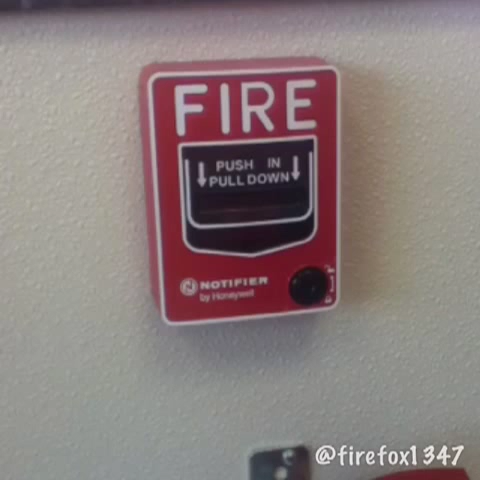 FIRE
PUSH IN
PULL DOWN
NOTIFIER
by Honeywell
@firefox1347